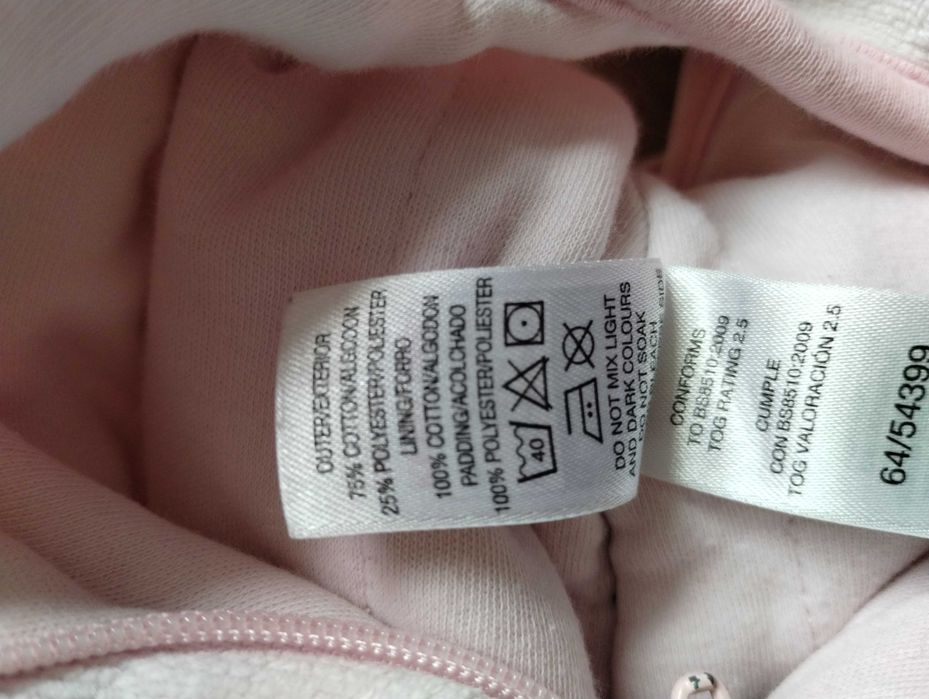 OUTER/EXTERIOR
75% COTTON/ALGODON
25% POLYESTER/POLIESTER
LINING/FORRO
100% COTTON/ALGODON
PADDING/ACOLCHADO
100% POLYESTER/POLIESTER
40
DO NOT MIX LIGHT
AND DARK COLOURS
DO NOT SOAK
BLEACH
SIDE
CONFORMS
TO BS8510:2009
TOG RATING 2.5
CUMPLE
CON BS8510:2009
TOG VALORACIÓN 2.5
64/54399